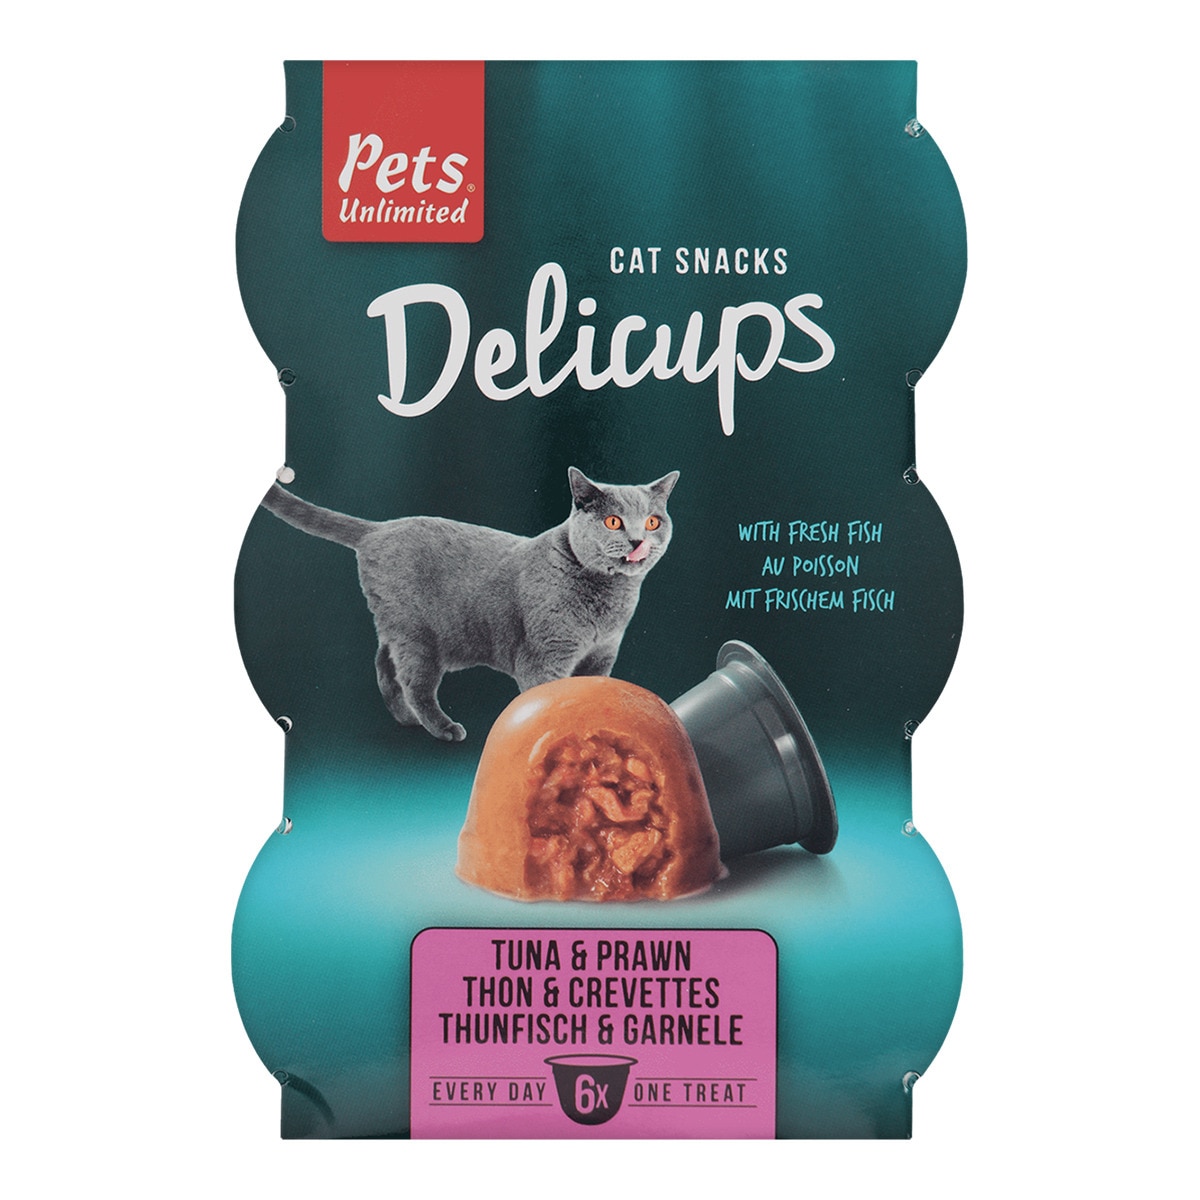 Pets®
Unlimited
CAT SNACKS
Delicups
WITH FRESH FISH
AU POISSON
MIT FRISCHEM FISCH
TUNA & PRAWN
THON & CREVETTES
THUNFISCH & GARNELE
EVERY DAY 6X ONE TREAT